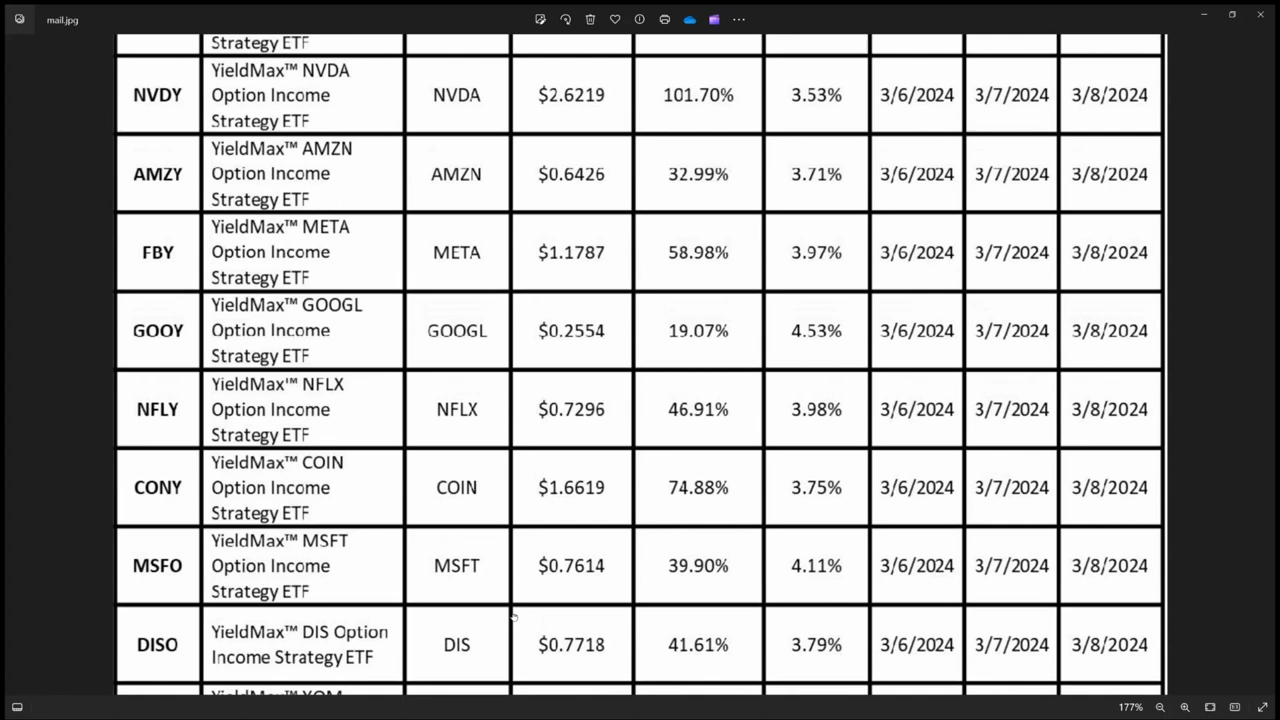 mail.jpg
Strategy ETF
NVDY
YieldMax™ NVDA
Option Income
Strategy ETF
NVDA
$2.6219
101.70%
3.53%
3/6/2024
3/7/2024
3/8/2024
AMZY
YieldMax™ AMZN
Option Income
Strategy ETF
AMZN
$0.6426
32.99%
3.71%
3/6/2024
3/7/2024
3/8/2024
FBY
YieldMax™ META
Option Income
Strategy ETF
META
$1.1787
58.98%
3.97%
3/6/2024
3/7/2024
3/8/2024
GOOY
YieldMax™ GOOGL
Option Income
Strategy ETF
GOOGL
$0.2554
19.07%
4.53%
3/6/2024
3/7/2024
3/8/2024
NFLY
YieldMax™ NFLX
Option Income
Strategy ETF
NFLX
$0.7296
46.91%
3.98%
3/6/2024
3/7/2024
3/8/2024
CONY
YieldMax™ COIN
Option Income
Strategy ETF
COIN
$1.6619
74.88%
3.75%
3/6/2024
3/7/2024
3/8/2024
MSFO
YieldMax™ MSFT
Option Income
Strategy ETF
MSFT
$0.7614
39.90%
4.11%
3/6/2024
3/7/2024
3/8/2024
DISO
YieldMax™ DIS Option
Income Strategy ETF
DIS
$0.7718
41.61%
3.79%
3/6/2024
3/7/2024
3/8/2024
177%